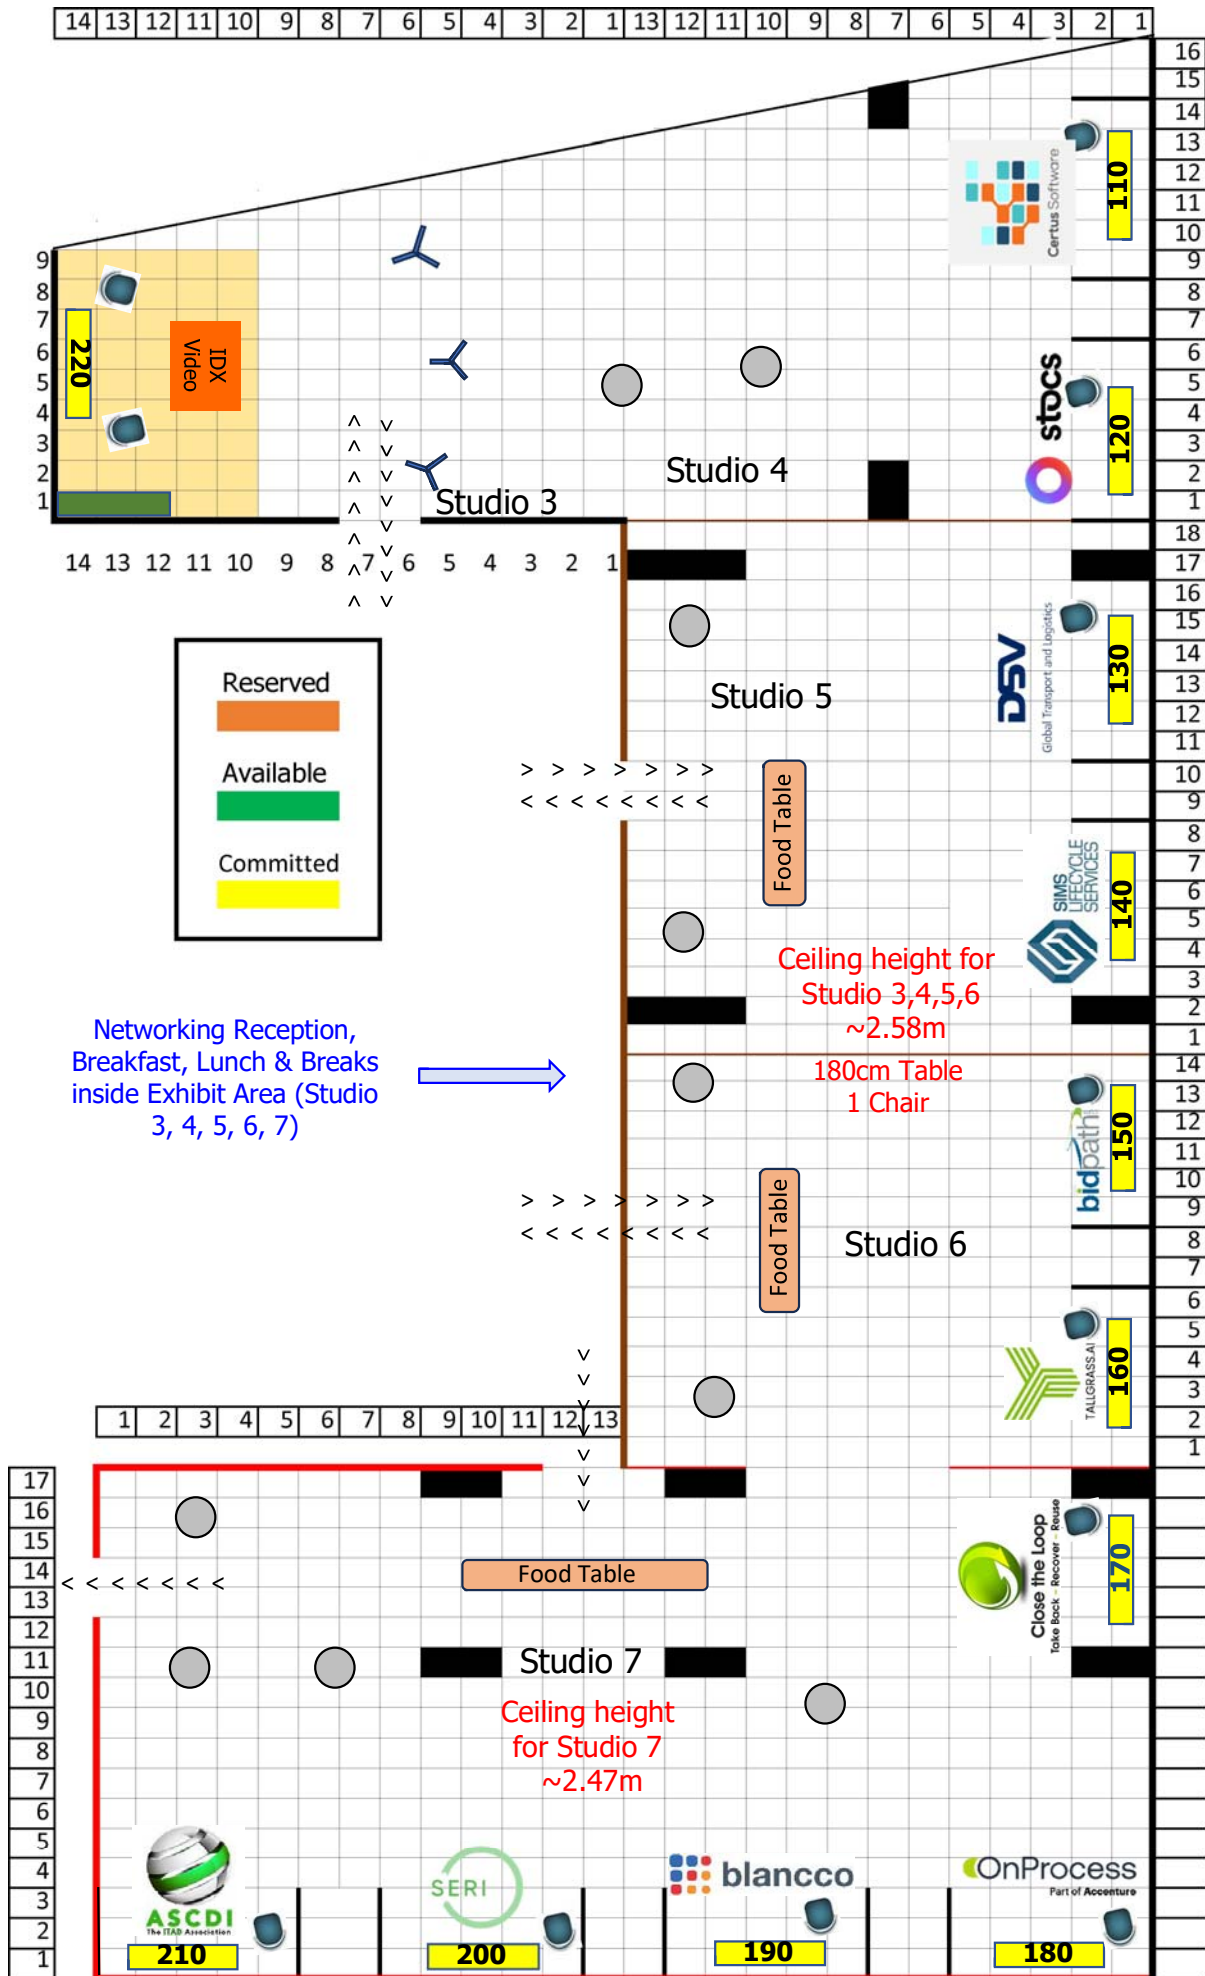 14 13 12 11 10 9 8 7 6 5 4 3 2 1 13 12 11 10 9 8 7 6 5 4 3 2 1
16
15
14
13
12
11
10
9
8
7
6
5
4
3
2
1
110
Certus Software
9
8
7
6
5
4
3
2
1
220
IDX
Video
stocs
120
Studio 4
Studio 3
14 13 12 11 10 9 8 7 6 5 4 3 2 1
18
17
16
15
14
13
12
11
10
9
8
7
6
5
4
3
2
1
Reserved
Available
Committed
Studio 5
DSV
Global Transport and Logistics
130
> > > > > > >
< < < < < < < <
Food Table
SIMS
LIFECYCLE
SERVICES
140
Ceiling height for
Studio 3,4,5,6
~2.58m
Networking Reception,
Breakfast, Lunch & Breaks
inside Exhibit Area (Studio
3, 4, 5, 6, 7)
180cm Table
1 Chair
14
13
12
11
10
9
8
7
6
5
4
3
2
1
bidpath
150
> > > > > > >
< < < < < < < <
Food Table
Studio 6
TALLGRASS.AI
160
1 2 3 4 5 6 7 8 9 10 11 12 13
17
16
15
14
13
12
11
10
9
8
7
6
5
4
3
2
1
Close the Loop
Take Back - Recover - Reuse
170
Food Table
< < < < < < <
Studio 7
Ceiling height
for Studio 7
~2.47m
ASCDI
The ITAD Association
210
SERI
200
blancco
190
OnProcess
Part of Accenture
180